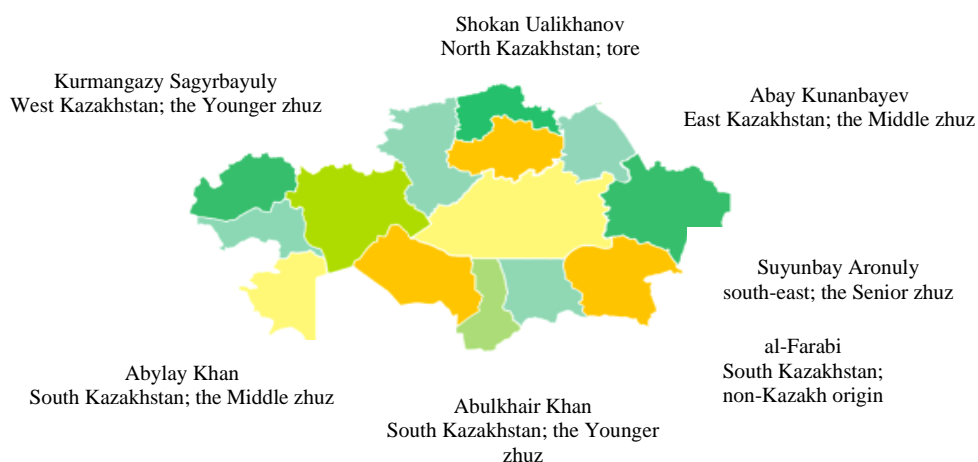 Shokan Ualikhanov
North Kazakhstan; tore
Kurmangazy Sagyrbayuly
West Kazakhstan; the Younger zhuz
Abay Kunanbayev
East Kazakhstan; the Middle zhuz
Suyunbay Aronuly
south-east; the Senior zhuz
al-Farabi
South Kazakhstan;
non-Kazakh origin
Abylay Khan
South Kazakhstan; the Middle zhuz
Abulkhair Khan
South Kazakhstan; the Younger
zhuz